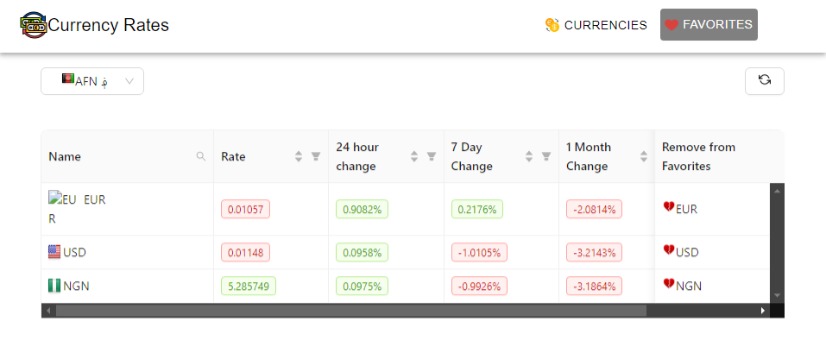 Currency Rates
CURRENCIES
FAVORITES
AFN ؋
Name
Rate
24 hour
change
7 Day
Change
1 Month
Change
Remove from
Favorites
EU EUR
R
0.01057
0.9082%
0.2176%
-2.0814%
EUR
USD
0.01148
0.0958%
-1.0105%
-3.2143%
USD
NGN
5.285749
0.0975%
-0.9926%
-3.1864%
NGN